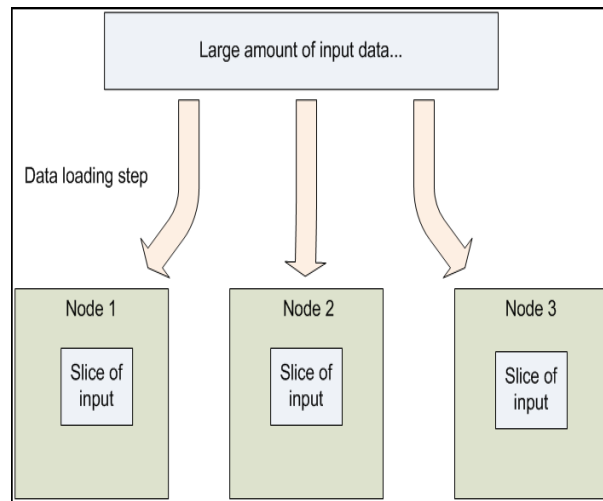 Large amount of input data...
Data loading step
Node 1
Node 2
Node 3
Slice of
input
Slice of
input
Slice of
input